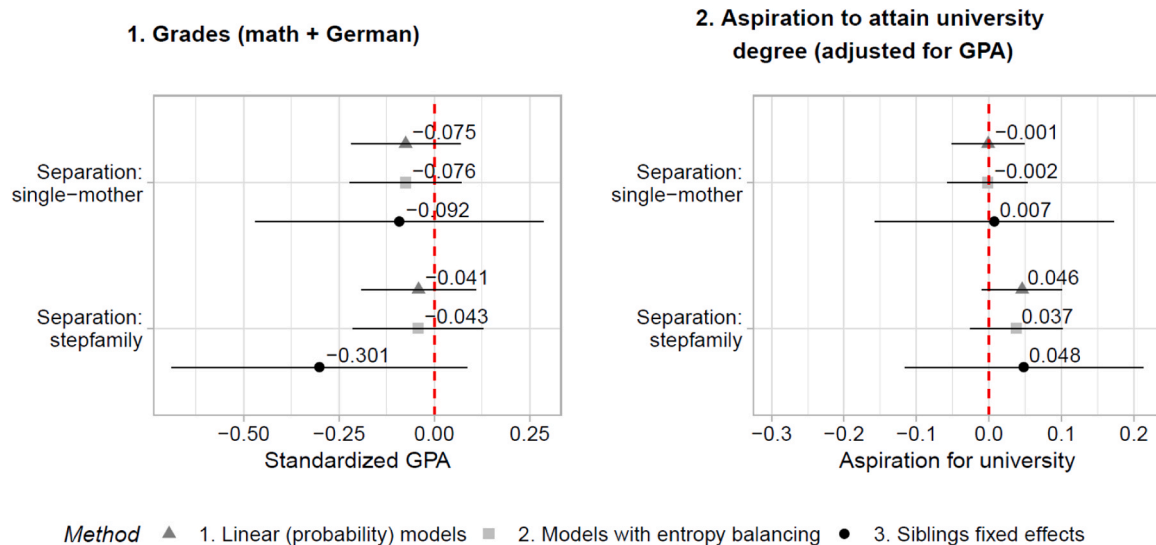 1. Grades (math + German)
−0.075
Separation:
single−mother
−0.076
−0.092
−0.041
Separation:
stepfamily
−0.043
−0.301
−0.50 −0.25 0.00 0.25
Standardized GPA
2. Aspiration to attain university
degree (adjusted for GPA)
−0.001
Separation:
single−mother
−0.002
0.007
0.046
Separation:
stepfamily
0.037
0.048
−0.3 −0.2 −0.1 0.0 0.1 0.2
Aspiration for university
Method 1. Linear (probability) models 2. Models with entropy balancing 3. Siblings fixed effects